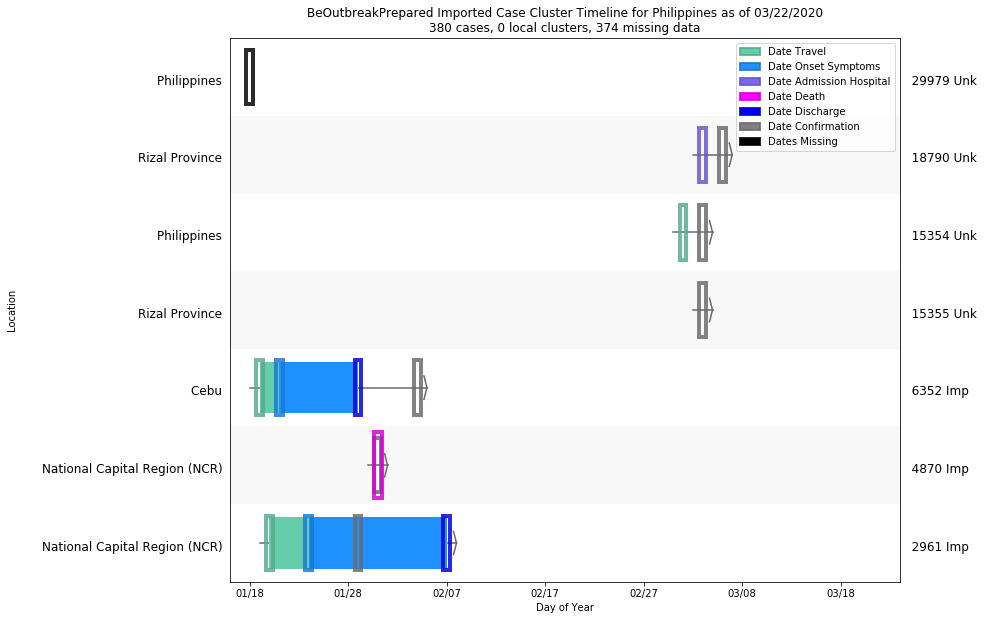 BeOutbreakPrepared Imported Case Cluster Timeline for Philippines as of 03/22/2020
380 cases, 0 local clusters, 374 missing data
Date Travel
Date Onset Symptoms
Date Admission Hospital
Date Death
Date Discharge
Date Confirmation
Dates Missing
Philippines 29979 Unk
Rizal Province 18790 Unk
Philippines 15354 Unk
Rizal Province 15355 Unk
Cebu 6352 Imp
National Capital Region (NCR) 4870 Imp
National Capital Region (NCR) 2961 Imp
Location
01/18 01/28 02/07 02/17 02/27 03/08 03/18
Day of Year